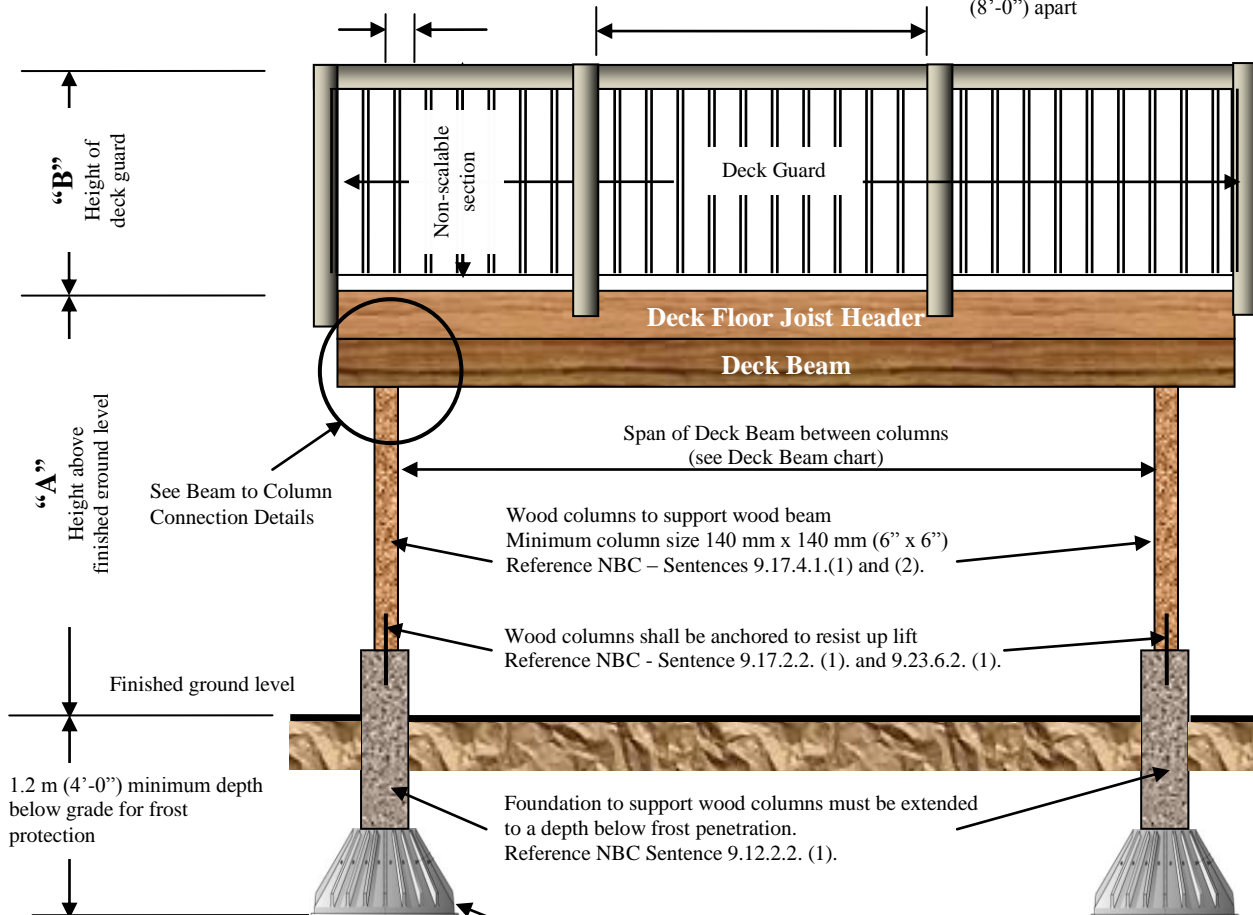 (8’-0”) apart
“B”
Height of
deck guard
Non-scalable
section
Deck Guard
Deck Floor Joist Header
Deck Beam
“A”
Height above
finished ground level
Span of Deck Beam between columns
(see Deck Beam chart)
See Beam to Column
Connection Details
Wood columns to support wood beam
Minimum column size 140 mm x 140 mm (6” x 6”)
Reference NBC – Sentences 9.17.4.1.(1) and (2).
Wood columns shall be anchored to resist up lift
Reference NBC - Sentence 9.17.2.2. (1). and 9.23.6.2. (1).
Finished ground level
1.2 m (4’-0”) minimum depth
below grade for frost
protection
Foundation to support wood columns must be extended
to a depth below frost penetration.
Reference NBC Sentence 9.12.2.2. (1).